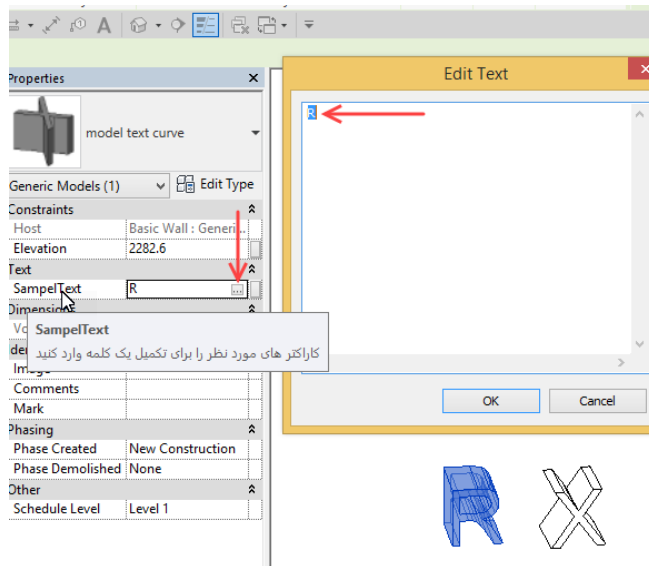 Properties
model text curve
Generic Models (1)
Edit Type
Constraints
Host Basic Wall : Generi...
Elevation 2282.6
Text
SampelText R
SampelText
کاراکتر های مورد نظر را برای تکمیل یک کلمه وارد کنید
Comments
Mark
Phasing
Phase Created New Construction
Phase Demolished None
Other
Schedule Level Level 1
Edit Text
R
OK Cancel
R X